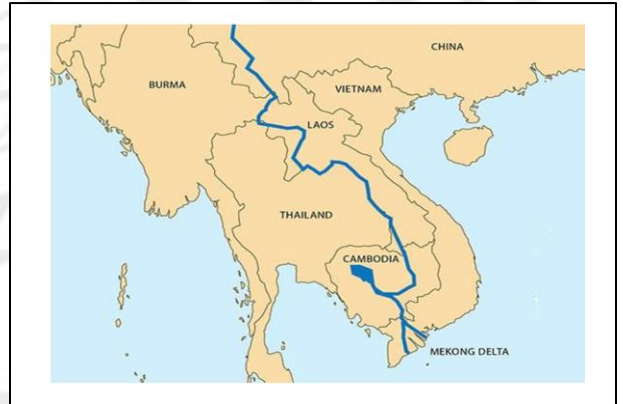 CHINA
BURMA
VIETNAM
LAOS
THAILAND
CAMBODIA
MEKONG DELTA